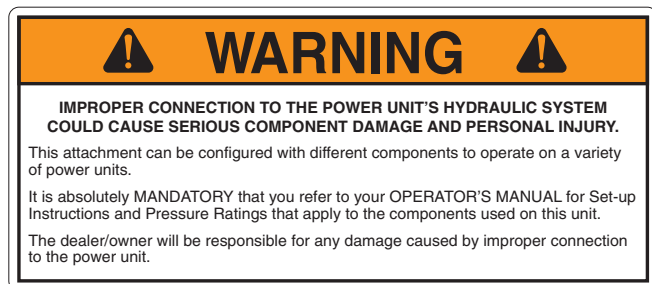 WARNING
IMPROPER CONNECTION TO THE POWER UNIT'S HYDRAULIC SYSTEM
COULD CAUSE SERIOUS COMPONENT DAMAGE AND PERSONAL INJURY.
This attachment can be configured with different components to operate on a variety
of power units.
It is absolutely MANDATORY that you refer to your OPERATOR'S MANUAL for Set-up
Instructions and Pressure Ratings that apply to the components used on this unit.
The dealer/owner will be responsible for any damage caused by improper connection
to the power unit.